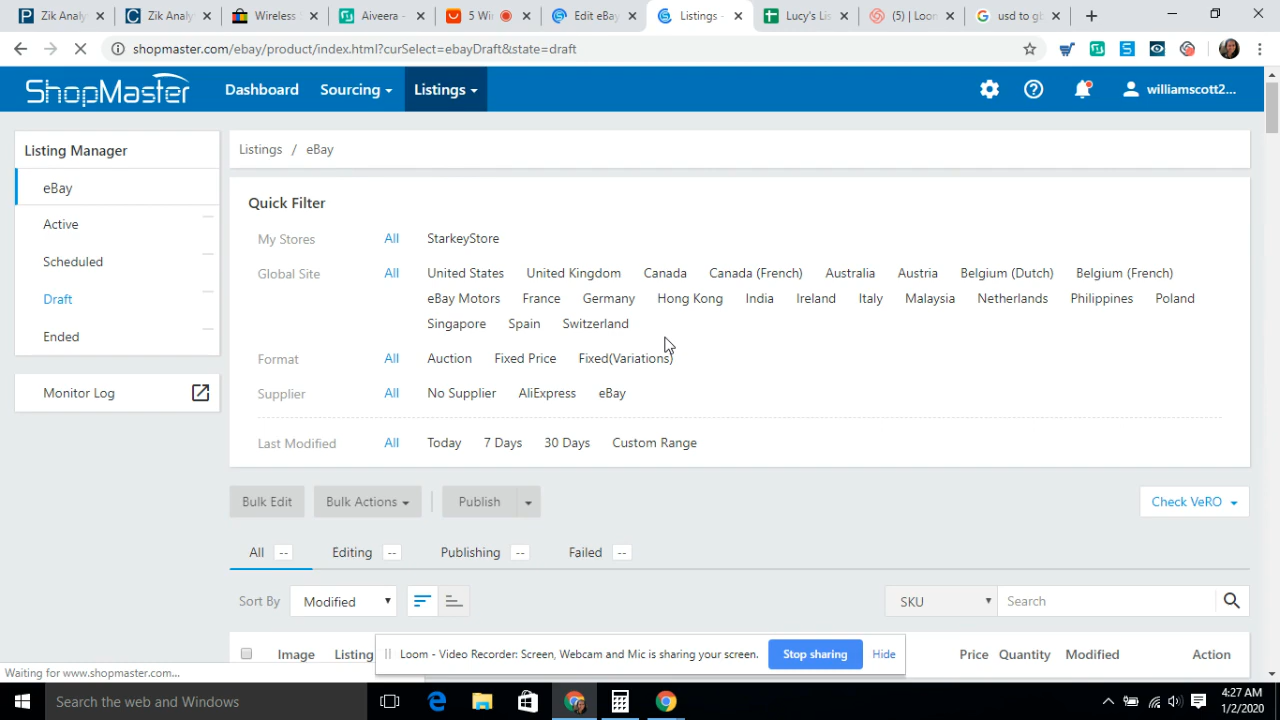 Zik Analy
Zik Analy
Wireless
Aiveera -
5 Wi
Edit eBay
Listings -
Lucy's Li
(5) | Loon
usd to gb
shopmaster.com/ebay/product/index.html?curSelect=ebayDraft&state=draft
ShopMaster Dashboard Sourcing Listings williamscott2...
Listing Manager
eBay
Active
Scheduled
Draft
Ended
Monitor Log
Listings / eBay
Quick Filter
My Stores All StarkeyStore
Global Site All United States United Kingdom Canada Canada (French) Australia Austria Belgium (Dutch) Belgium (French)
eBay Motors France Germany Hong Kong India Ireland Italy Malaysia Netherlands Philippines Poland
Singapore Spain Switzerland
Format All Auction Fixed Price Fixed(Variations)
Supplier All No Supplier AliExpress eBay
Last Modified All Today 7 Days 30 Days Custom Range
Bulk Edit Bulk Actions Publish Check VeRO
All -- Editing -- Publishing -- Failed --
Sort By Modified SKU Search
Image Listing Price Quantity Modified Action
Loom - Video Recorder: Screen, Webcam and Mic is sharing your screen. Stop sharing Hide
Waiting for www.shopmaster.com...
Search the web and Windows
4:27 AM
1/2/2020